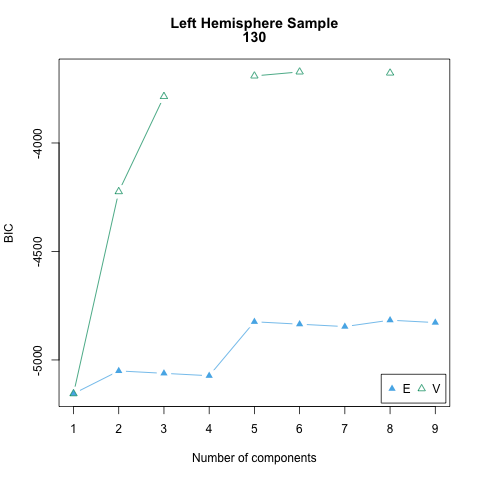 Left Hemisphere Sample
130
BIC
-4000
-4500
-5000
1 2 3 4 5 6 7 8 9
Number of components
E V